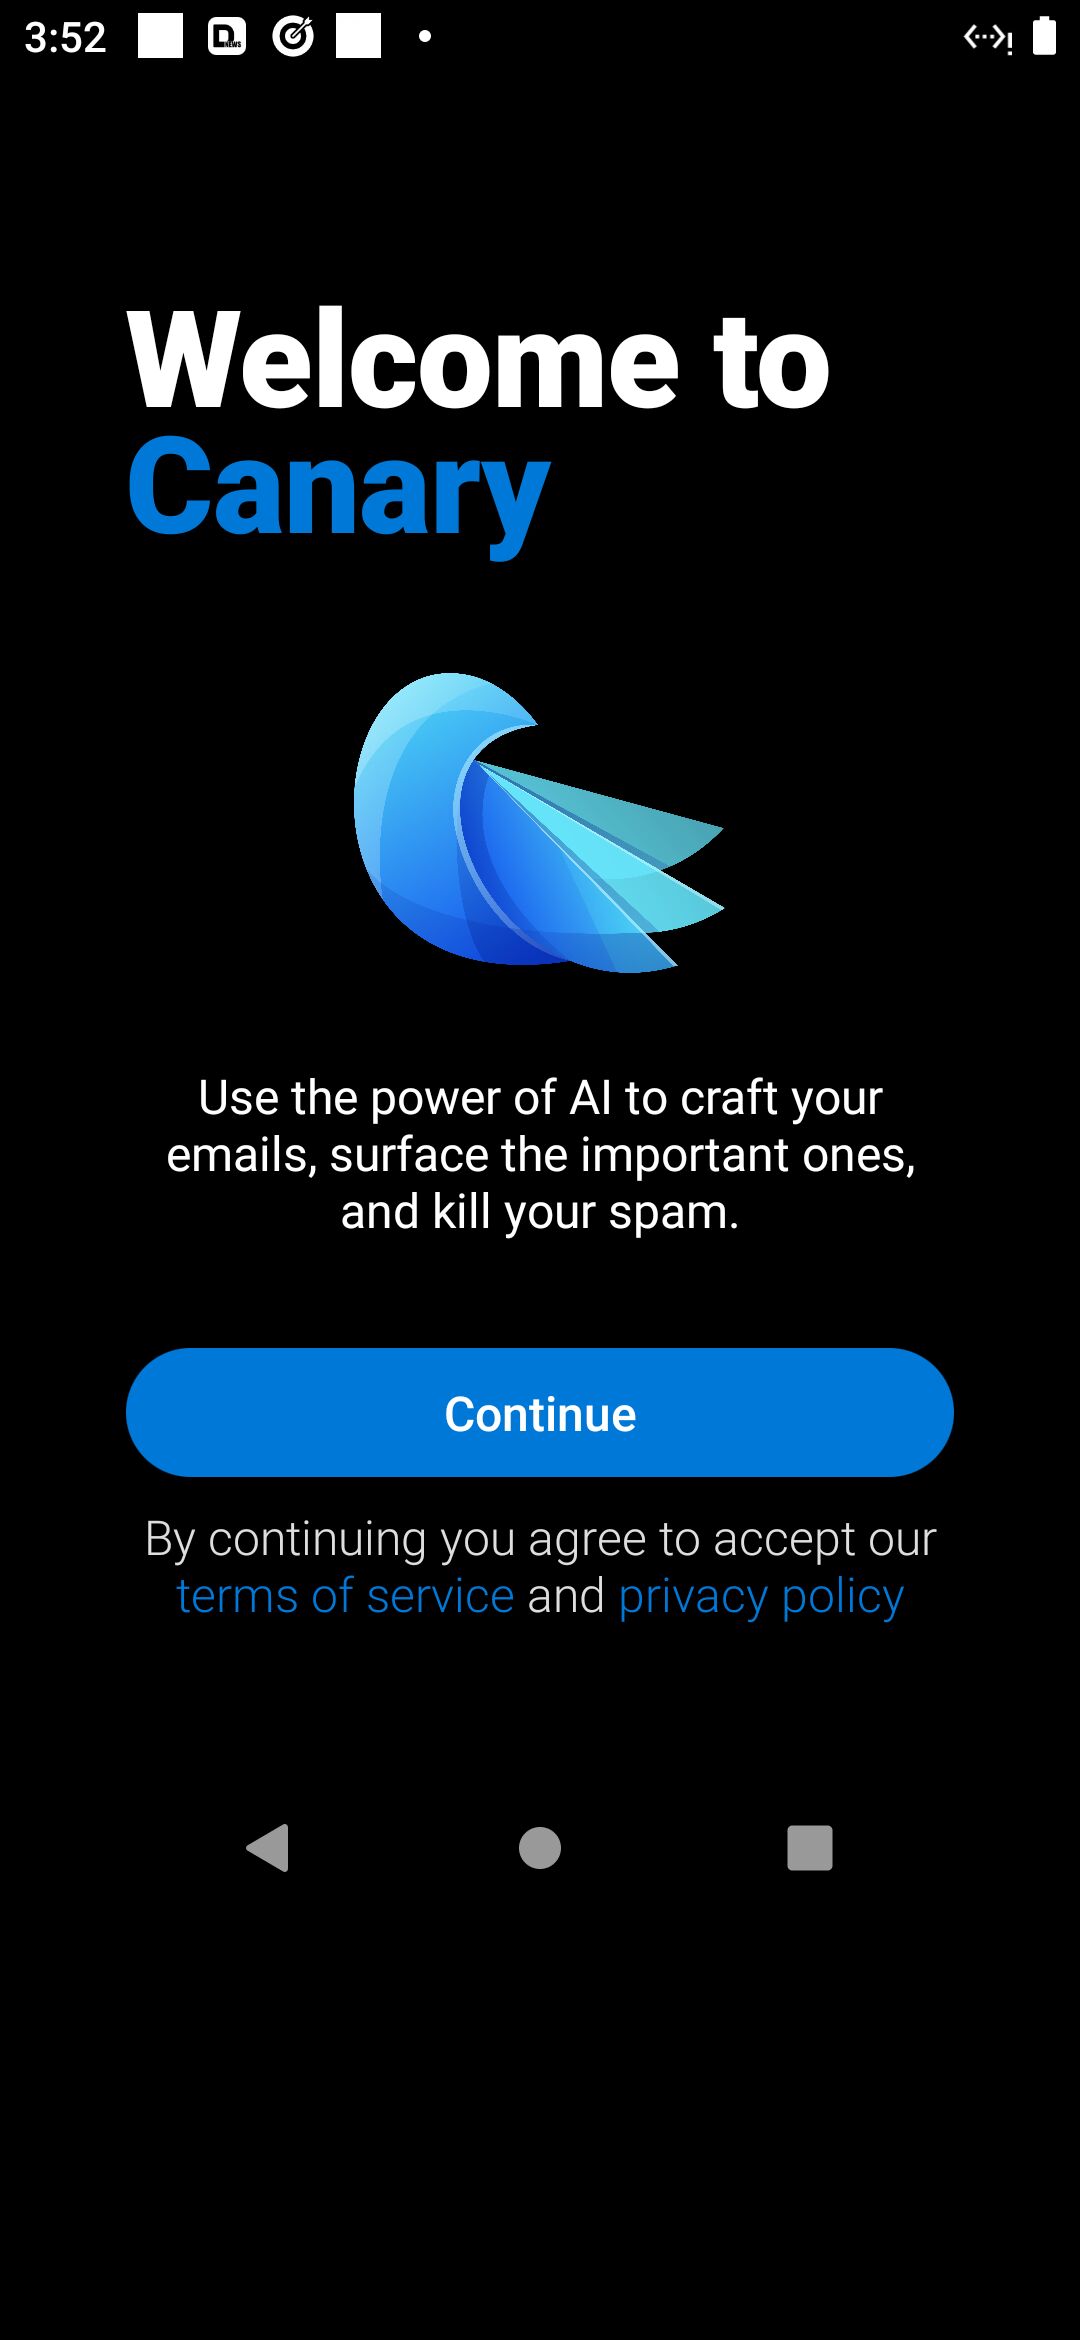 3:52
D
NEWS
Welcome to
Canary
Use the power of AI to craft your
emails, surface the important ones,
and kill your spam.
Continue
By continuing you agree to accept our
terms of service and privacy policy